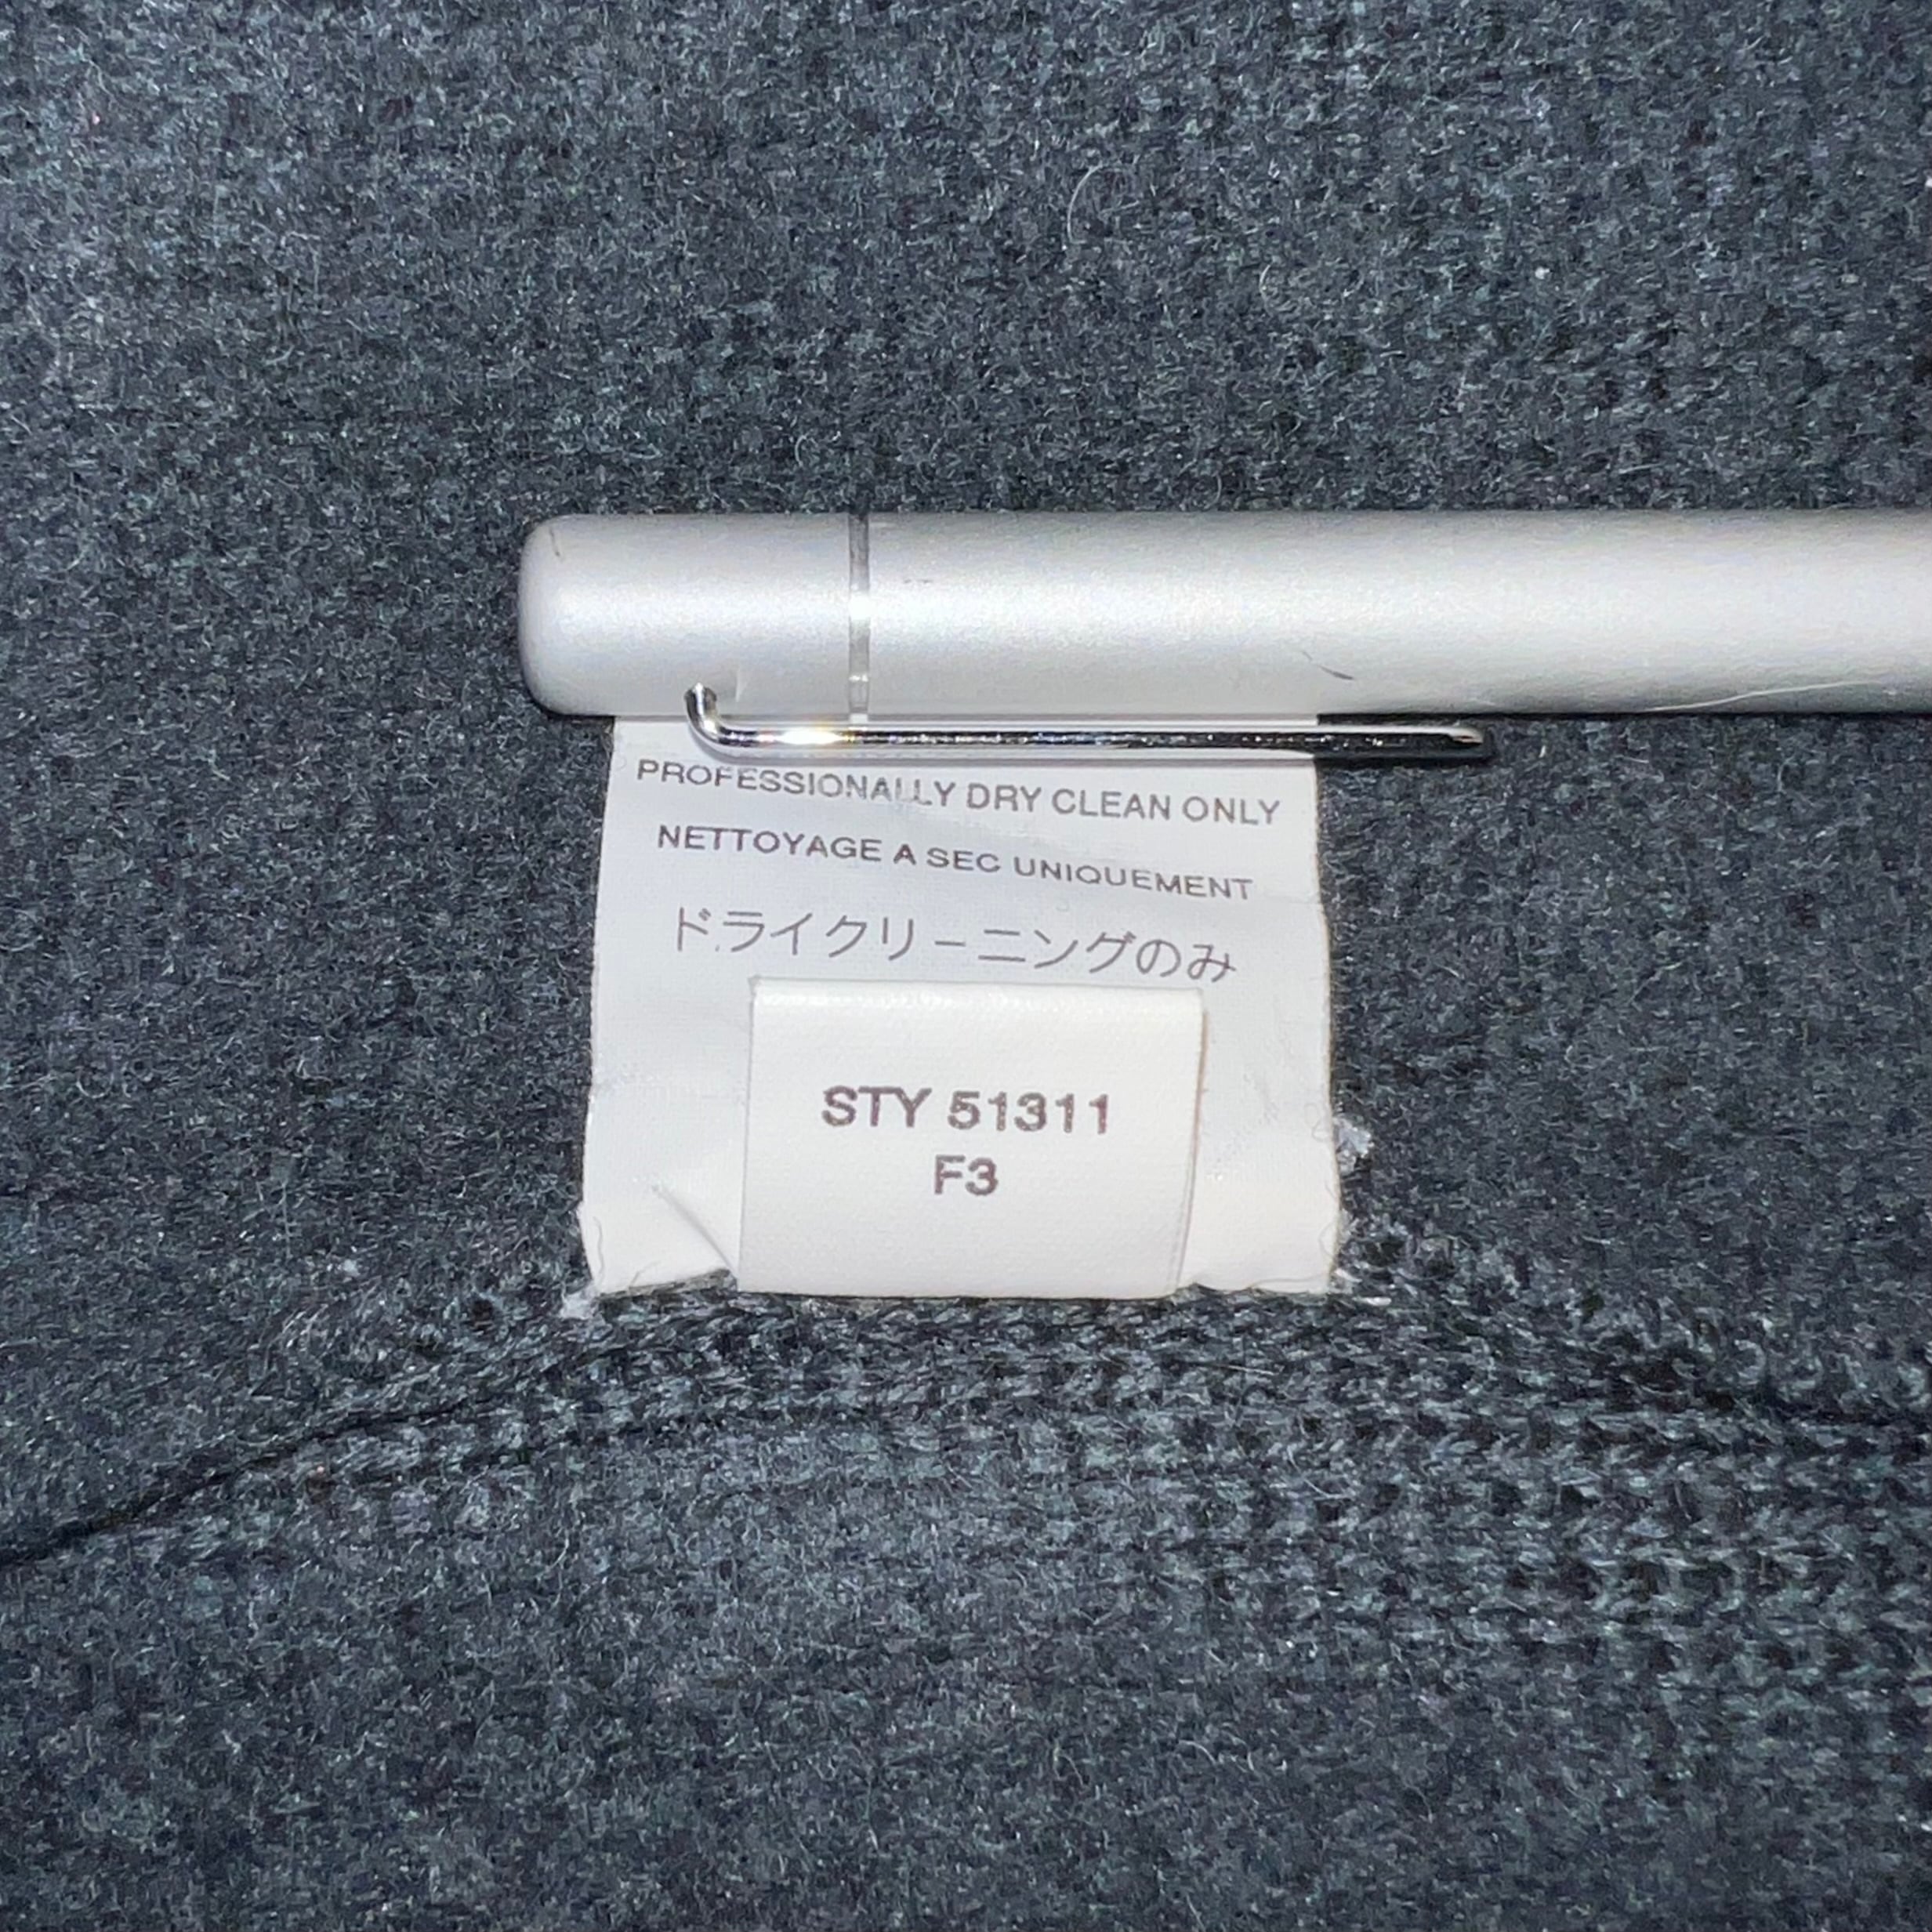 PROFESSIONALLY DRY CLEAN ONLY
NETTOYAGE A SEC UNIQUEMENT
ドライクリーニングのみ
STY 51311
F3